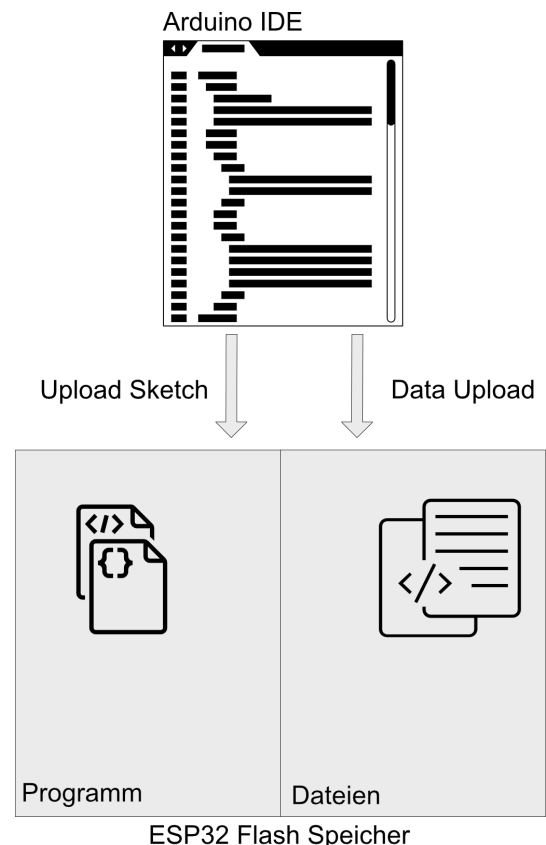 Arduino IDE
Upload Sketch
Data Upload
</>
{}
</>
Programm
Dateien
ESP32 Flash Speicher